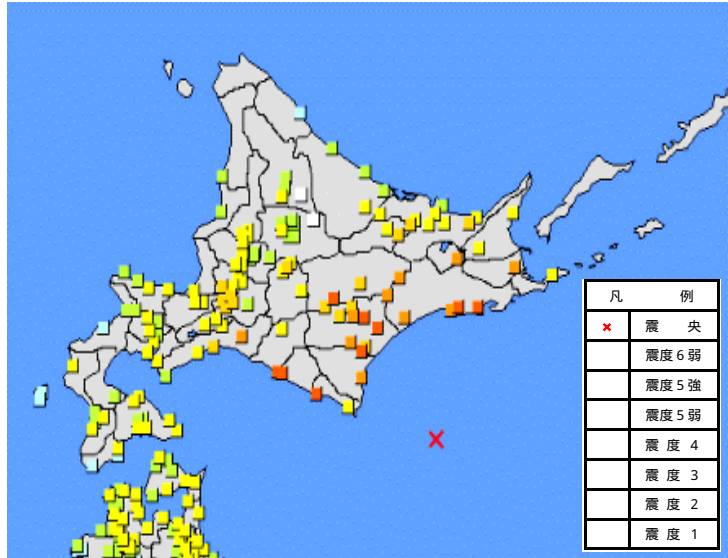 凡 例
× 震 央
震度6弱
震度5強
震度5弱
震 度 4
震 度 3
震 度 2
震 度 1